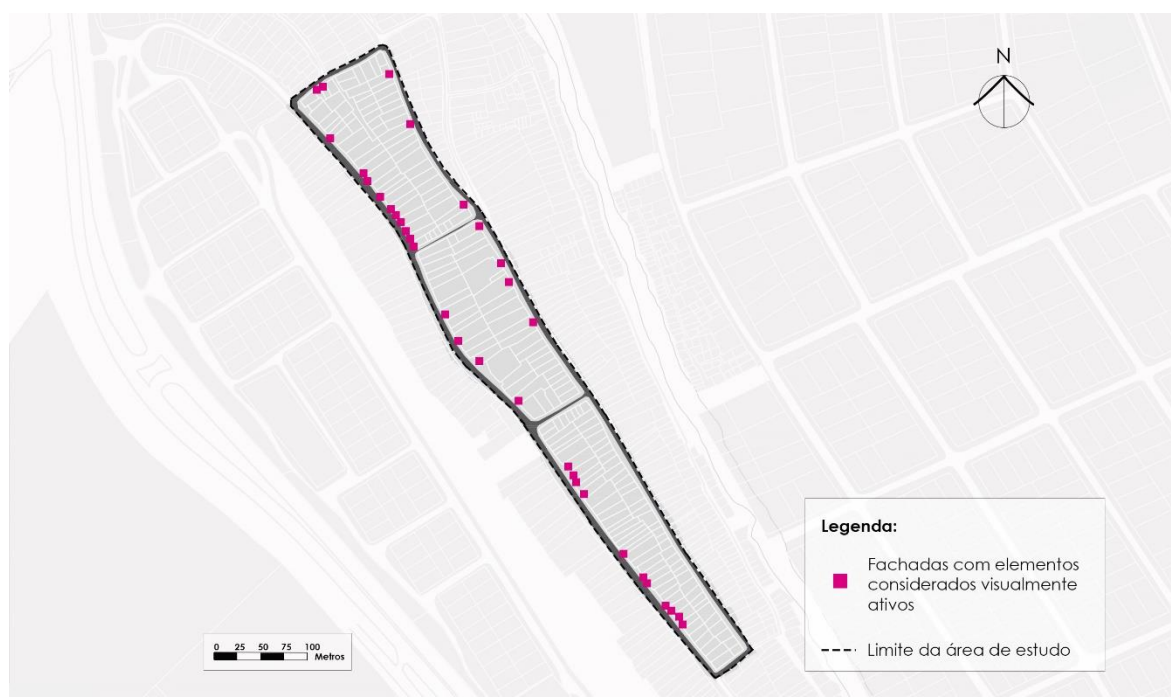 N
Legenda:
Fachadas com elementos
considerados visualmente
ativos
Limite da área de estudo
0 25 50 75 100
Metros